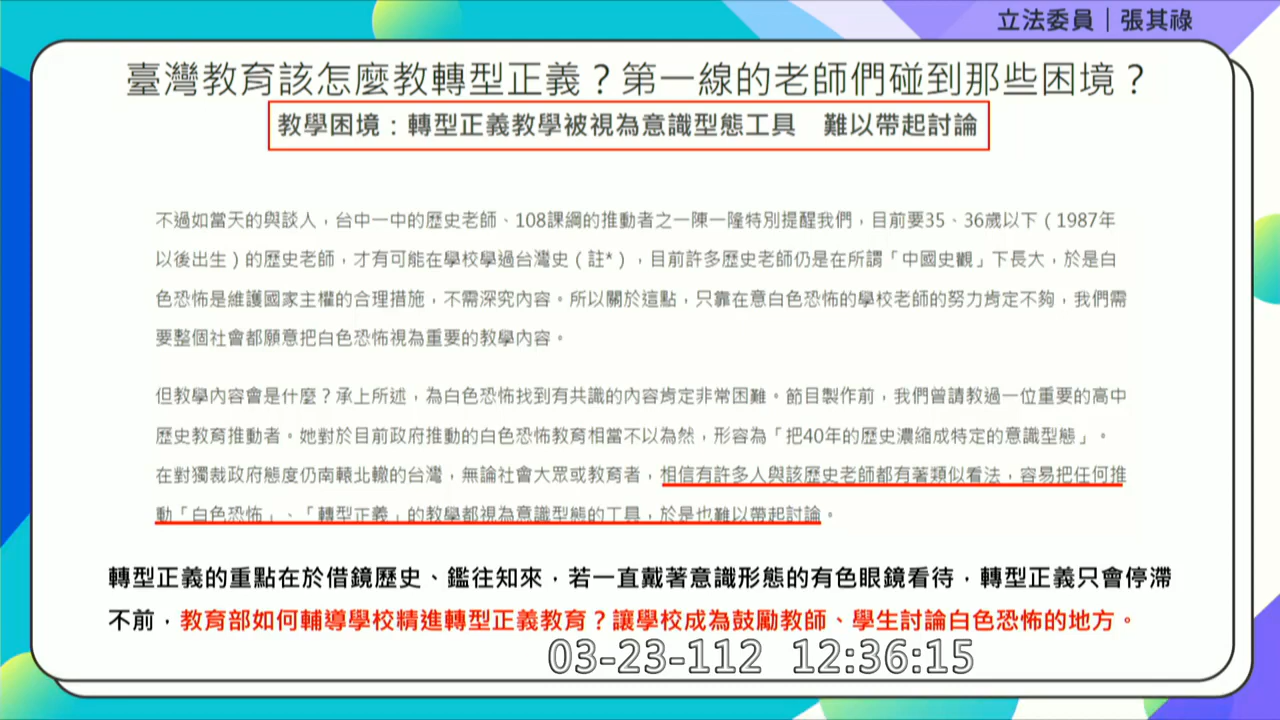 立法委員｜張其祿
臺灣教育該怎麼教轉型正義？第一線的老師們碰到那些困境？
教學困境：轉型正義教學被視為意識型態工具　難以帶起討論
不過如當天的與談人，台中一中的歷史老師、108課綱的推動者之一陳一隆特別提醒我們，目前要35、36歲以下（1987年
以後出生）的歷史老師，才有可能在學校學過台灣史（註*），目前許多歷史老師仍是在所謂「中國史觀」下長大，於是白
色恐怖是維護國家主權的合理措施，不需深究內容。所以關於這點，只靠在意白色恐怖的學校老師的努力肯定不夠，我們需
要整個社會都願意把白色恐怖視為重要的教學內容。
但教學內容會是什麼？承上所述，為白色恐怖找到有共識的內容肯定非常困難。節目製作前，我們曾請教過一位重要的高中
歷史教育推動者。她對於目前政府推動的白色恐怖教育相當不以為然，形容為「把40年的歷史濃縮成特定的意識型態」。
在對獨裁政府態度仍南轅北轍的台灣，無論社會大眾或教育者，相信有許多人與該歷史老師都有著類似看法，容易把任何推
動「白色恐怖」、「轉型正義」的教學都視為意識型態的工具，於是也難以帶起討論。
轉型正義的重點在於借鏡歷史、鑑往知來，若一直戴著意識形態的有色眼鏡看待，轉型正義只會停滯
不前，教育部如何輔導學校精進轉型正義教育？讓學校成為鼓勵教師、學生討論白色恐怖的地方。
03-23-112 12:36:15